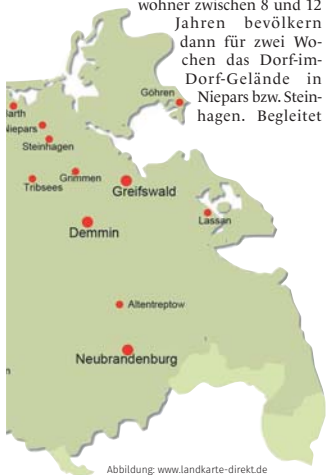 wohner zwischen 8 und 12
Jahren bevölkern
dann für zwei Wo-
chen das Dorf-im-
Dorf-Gelände in
Niepars bzw. Stein-
hagen. Begleitet
Göhren
Barth
Niepars
Steinhagen
Tribsees
Grimmen
Greifswald
Lassan
Demmin
Altentreptow
Neubrandenburg
n
Abbildung: www.landkarte-direkt.de